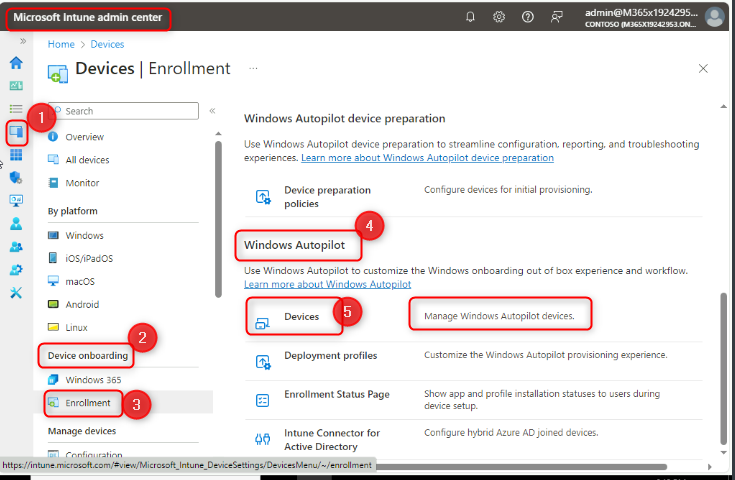 Microsoft Intune admin center
admin@M365x1924295...
CONTOSO (M365X19242953.ON...
Home > Devices
Devices | Enrollment ...
Search
1
Overview
All devices
Monitor
By platform
Windows
iOS/iPadOS
macOS
Android
Linux
2
Device onboarding
Windows 365
Enrollment
3
Manage devices
Configuration
Windows Autopilot device preparation
Use Windows Autopilot device preparation to streamline configuration, reporting, and troubleshooting
experiences. Learn more about Windows Autopilot device preparation
Device preparation
policies
Configure devices for initial provisioning.
4
Windows Autopilot
Use Windows Autopilot to customize the Windows onboarding out of box experience and workflow.
Learn more about Windows Autopilot
Devices
5
Manage Windows Autopilot devices.
Deployment profiles
Customize the Windows Autopilot provisioning experience.
Enrollment Status Page
Show app and profile installation statuses to users during
device setup.
Intune Connector for
Active Directory
Configure hybrid Azure AD joined devices.
https://intune.microsoft.com/#view/Microsoft_Intune_DeviceSettings/DevicesMenu/~/enrollment